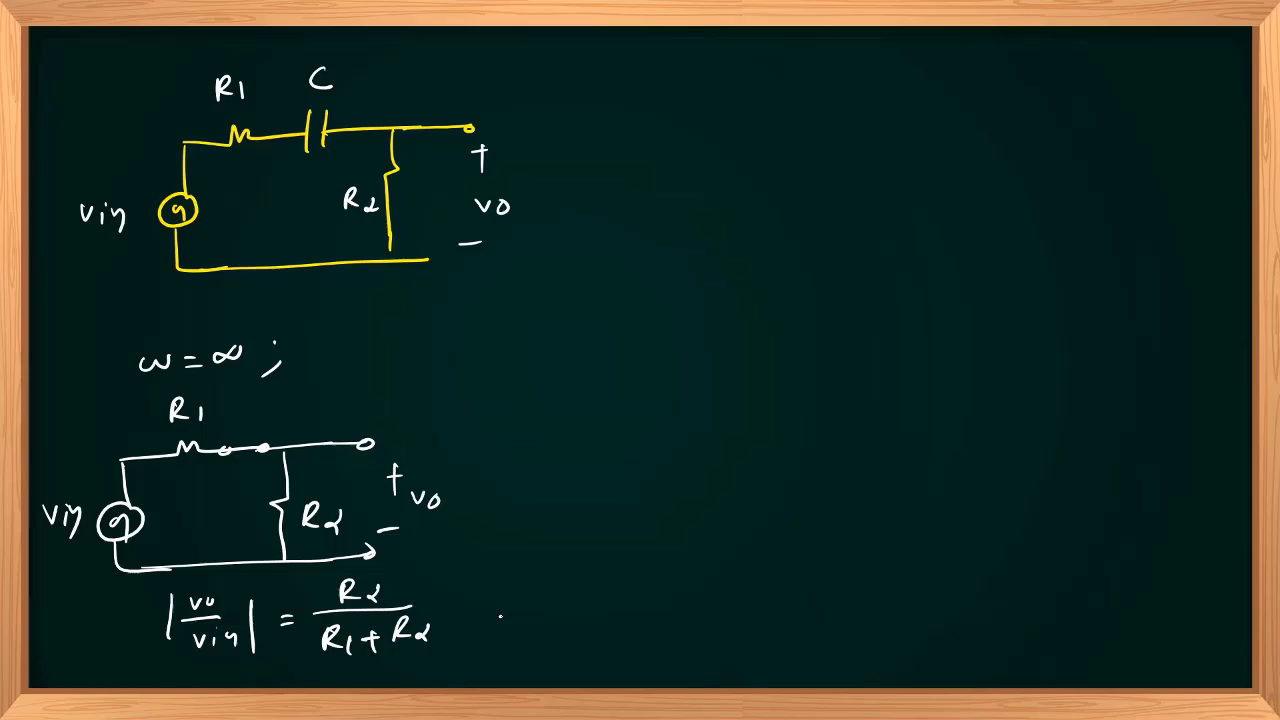 R1 C
Vin
R2
+
vo
-
ω = ∞ ;
R1
Vin
R2
+
vo
-
|vo/vin| = R2/(R1+R2)